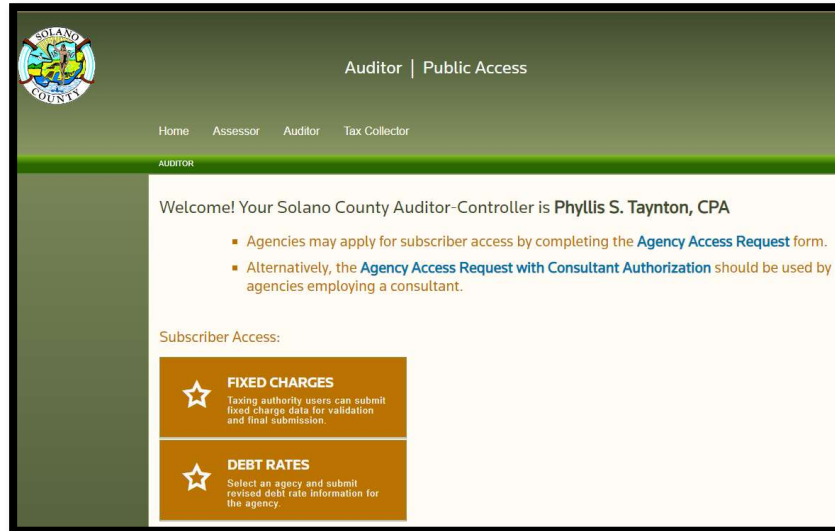 SOLANO
COUNTY
Auditor | Public Access
Home Assessor Auditor Tax Collector
AUDITOR
Welcome! Your Solano County Auditor-Controller is Phyllis S. Taynton, CPA
▪ Agencies may apply for subscriber access by completing the Agency Access Request form.
▪ Alternatively, the Agency Access Request with Consultant Authorization should be used by
agencies employing a consultant.
Subscriber Access:
FIXED CHARGES
Taxing authority users can submit
fixed charge data for validation
and final submission.
DEBT RATES
Select an agecy and submit
revised debt rate information for
the agency.